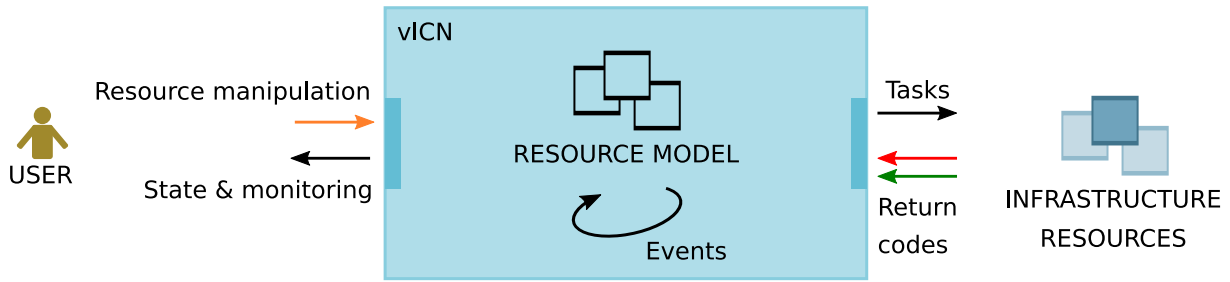 vICN
Resource manipulation
USER
State & monitoring
RESOURCE MODEL
Events
Tasks
Return
codes
INFRASTRUCTURE
RESOURCES